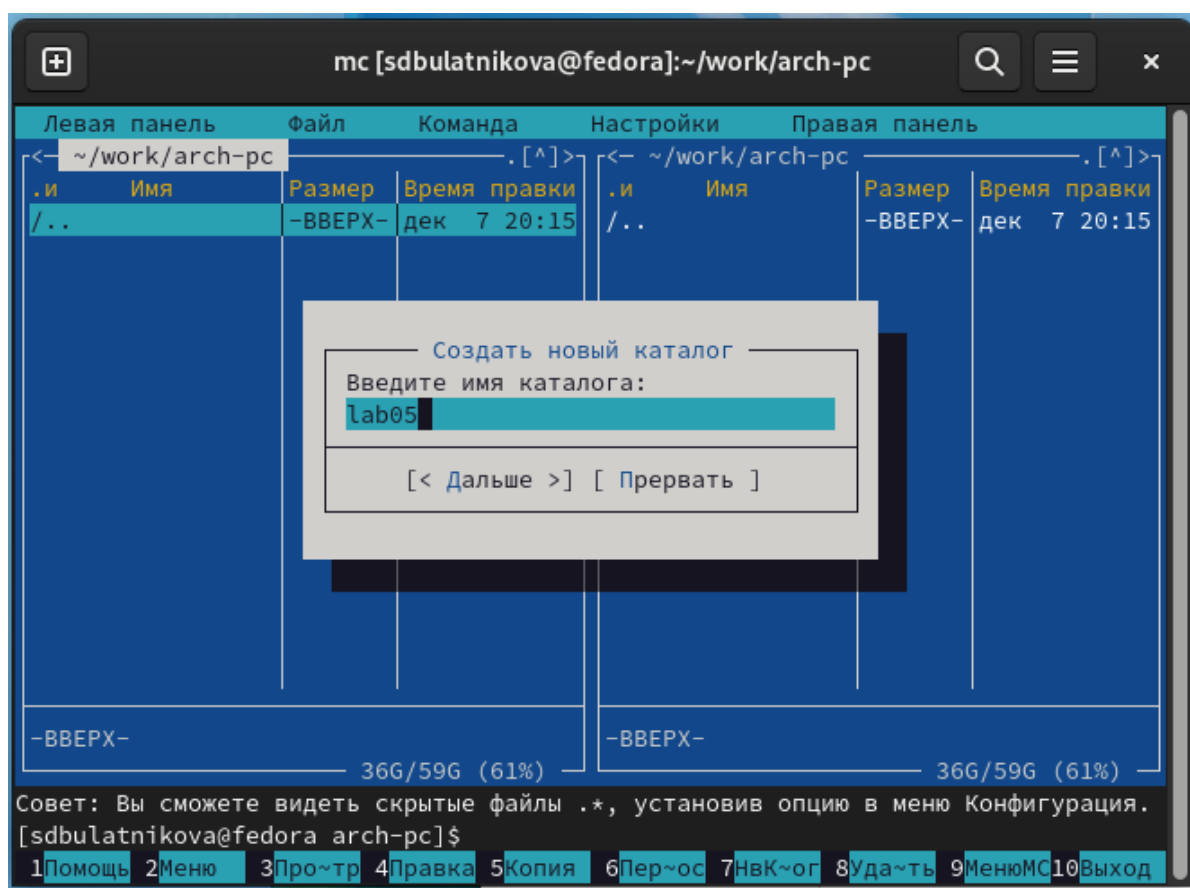 mc [sdbulatnikova@fedora]:~/work/arch-pc
Левая панель Файл Команда Настройки Правая панель
<— ~/work/arch-pc .[^]> <— ~/work/arch-pc .[^]>
.и Имя Размер Время правки .и Имя Размер Время правки
/.. -ВВЕРХ- дек 7 20:15 /.. -ВВЕРХ- дек 7 20:15
Создать новый каталог
Введите имя каталога:
lab05
[< Дальше >] [ Прервать ]
-ВВЕРХ- -ВВЕРХ-
36G/59G (61%) 36G/59G (61%)
Совет: Вы сможете видеть скрытые файлы .*, установив опцию в меню Конфигурация.
[sdbulatnikova@fedora arch-pc]$
1Помощь 2Меню 3Про~тр 4Правка 5Копия 6Пер~ос 7НвК~ог 8Уда~ть 9МенюМС 10Выход